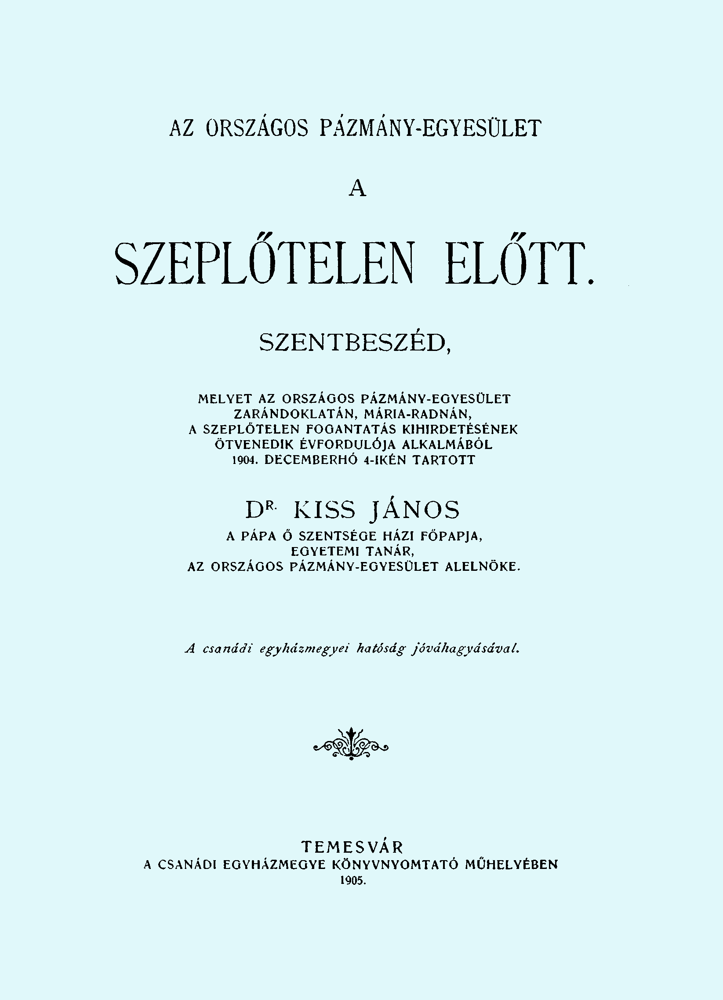 AZ ORSZÁGOS PÁZMÁNY-EGYESÜLET
A
SZEPLŐTELEN ELŐTT.
SZENTBESZÉD,
MELYET AZ ORSZÁGOS PÁZMÁNY-EGYESÜLET
ZARÁNDOKLATÁN, MÁRIA-RADNÁN,
A SZEPLŐTELEN FOGANTATÁS KIHIRDETÉSÉNEK
ÖTVENEDIK ÉVFORDULÓJA ALKALMÁBÓL
1904. DECEMBERHÓ 4-IKÉN TARTOTT
DR. KISS JÁNOS
A PÁPA Ő SZENTSÉGE HÁZI FŐPAPJA,
EGYETEMI TANÁR,
AZ ORSZÁGOS PÁZMÁNY-EGYESÜLET ALELNÖKE.
A csanádi egyházmegyei hatóság jóváhagyásával.
TEMESVÁR
A CSANÁDI EGYHÁZMEGYE KÖNYVNYOMTATÓ MŰHELYÉBEN
1905.